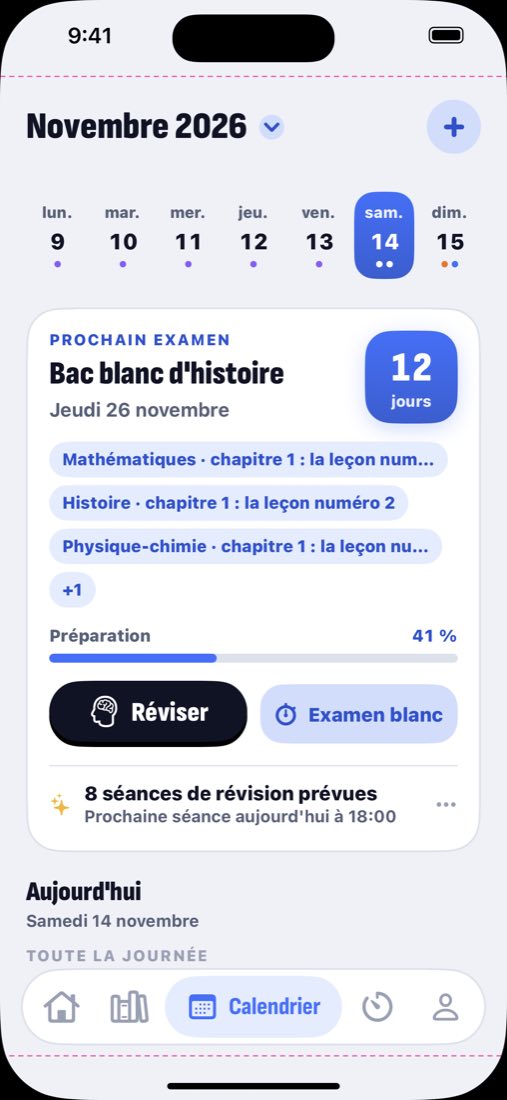 9:41
Novembre 2026
lun. mar. mer. jeu. ven. sam. dim.
9 10 11 12 13 14 15
PROCHAIN EXAMEN
Bac blanc d'histoire
Jeudi 26 novembre
12
jours
Mathématiques · chapitre 1 : la leçon num...
Histoire · chapitre 1 : la leçon numéro 2
Physique-chimie · chapitre 1 : la leçon nu...
+1
Préparation 41 %
Réviser Examen blanc
8 séances de révision prévues
Prochaine séance aujourd'hui à 18:00
Aujourd'hui
Samedi 14 novembre
TOUTE LA JOURNÉE
Calendrier